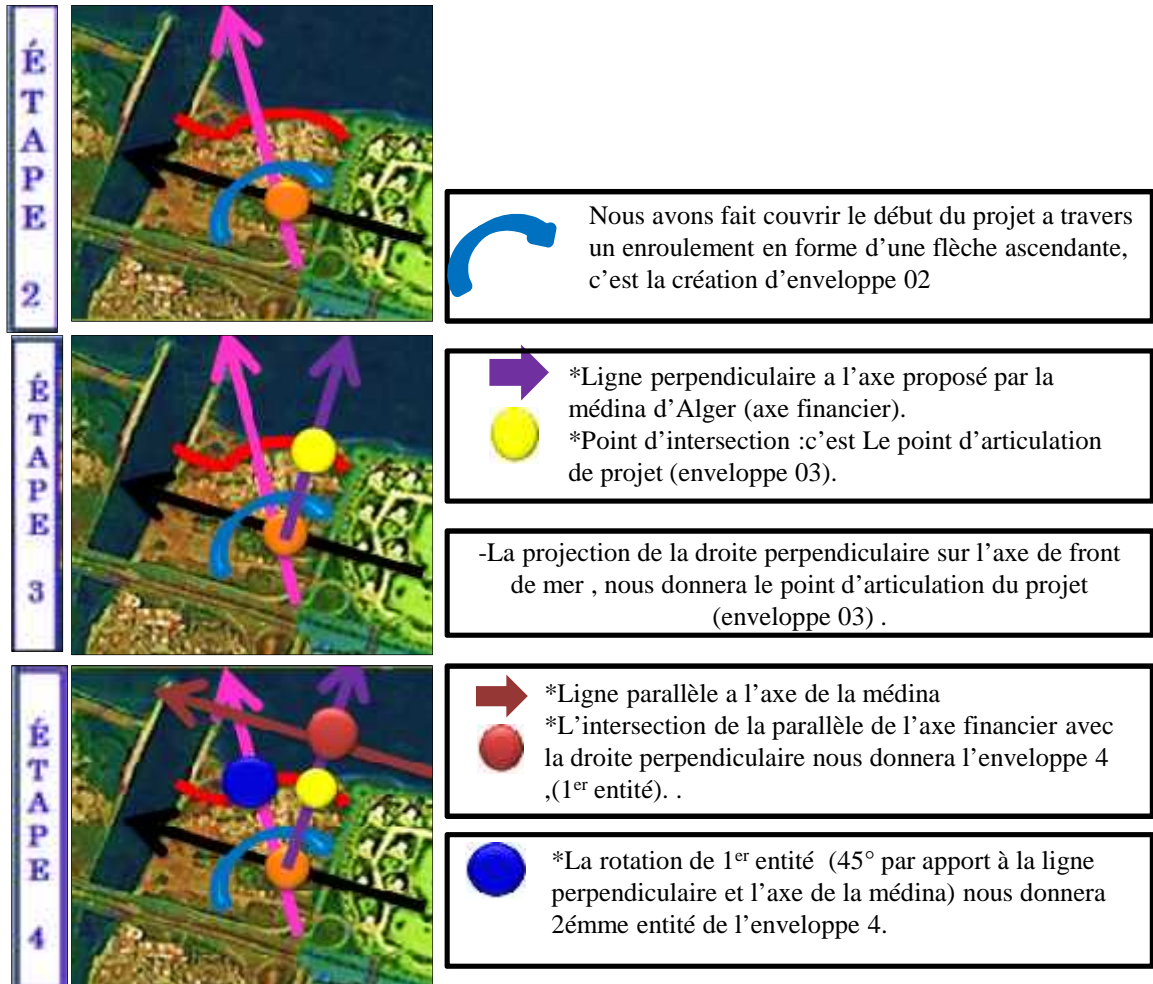 ÉTAPE 2
Nous avons fait couvrir le début du projet a travers
un enroulement en forme d’une flèche ascendante,
c’est la création d’enveloppe 02
ÉTAPE 3
*Ligne perpendiculaire a l’axe proposé par la
médina d’Alger (axe financier).
*Point d’intersection :c’est Le point d’articulation
de projet (enveloppe 03).
-La projection de la droite perpendiculaire sur l’axe de front
de mer , nous donnera le point d’articulation du projet
(enveloppe 03) .
ÉTAPE 4
*Ligne parallèle a l’axe de la médina
*L’intersection de la parallèle de l’axe financier avec
la droite perpendiculaire nous donnera l’enveloppe 4
,(1er entité). .
*La rotation de 1er entité (45° par apport à la ligne
perpendiculaire et l’axe de la médina) nous donnera
2émme entité de l’enveloppe 4.